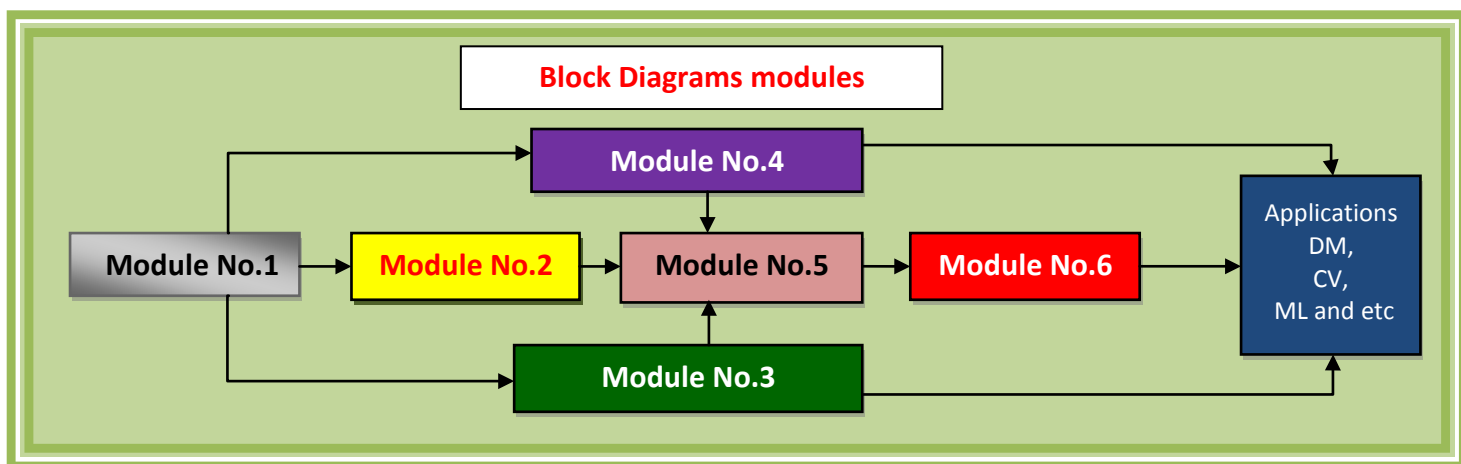 Block Diagrams modules
Module No.4
Module No.1
Module No.2
Module No.5
Module No.6
Applications
DM,
CV,
ML and etc
Module No.3